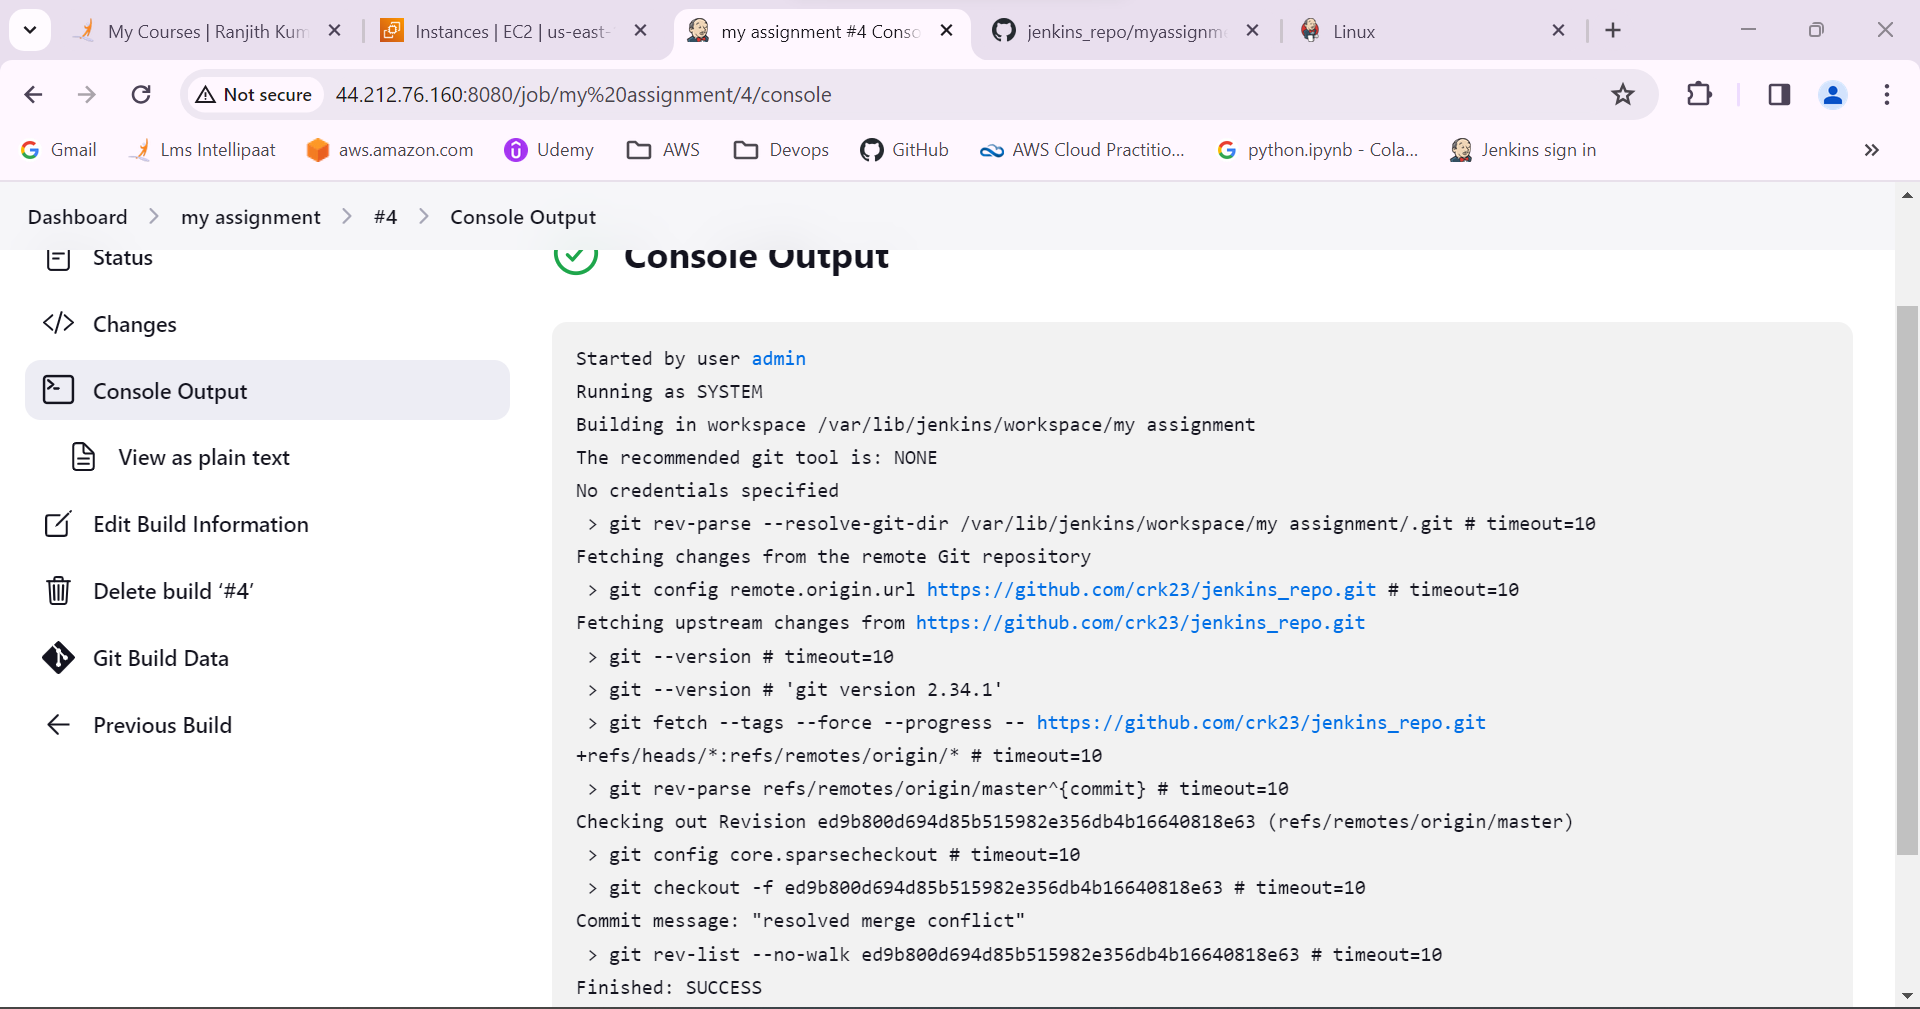 My Courses | Ranjith Kum
Instances | EC2 | us-east-
my assignment #4 Conso
jenkins_repo/myassignme
Linux
Not secure
44.212.76.160:8080/job/my%20assignment/4/console
Gmail
Lms Intellipaat
aws.amazon.com
Udemy
AWS
Devops
GitHub
AWS Cloud Practitio...
python.ipynb - Cola...
Jenkins sign in
Dashboard
my assignment
#4
Console Output
Status
Changes
Console Output
View as plain text
Edit Build Information
Delete build ‘#4’
Git Build Data
Previous Build
Console Output
Started by user admin
Running as SYSTEM
Building in workspace /var/lib/jenkins/workspace/my assignment
The recommended git tool is: NONE
No credentials specified
> git rev-parse --resolve-git-dir /var/lib/jenkins/workspace/my assignment/.git # timeout=10
Fetching changes from the remote Git repository
> git config remote.origin.url https://github.com/crk23/jenkins_repo.git # timeout=10
Fetching upstream changes from https://github.com/crk23/jenkins_repo.git
> git --version # timeout=10
> git --version # 'git version 2.34.1'
> git fetch --tags --force --progress -- https://github.com/crk23/jenkins_repo.git
+refs/heads/*:refs/remotes/origin/* # timeout=10
> git rev-parse refs/remotes/origin/master^{commit} # timeout=10
Checking out Revision ed9b800d694d85b515982e356db4b16640818e63 (refs/remotes/origin/master)
> git config core.sparsecheckout # timeout=10
> git checkout -f ed9b800d694d85b515982e356db4b16640818e63 # timeout=10
Commit message: "resolved merge conflict"
> git rev-list --no-walk ed9b800d694d85b515982e356db4b16640818e63 # timeout=10
Finished: SUCCESS